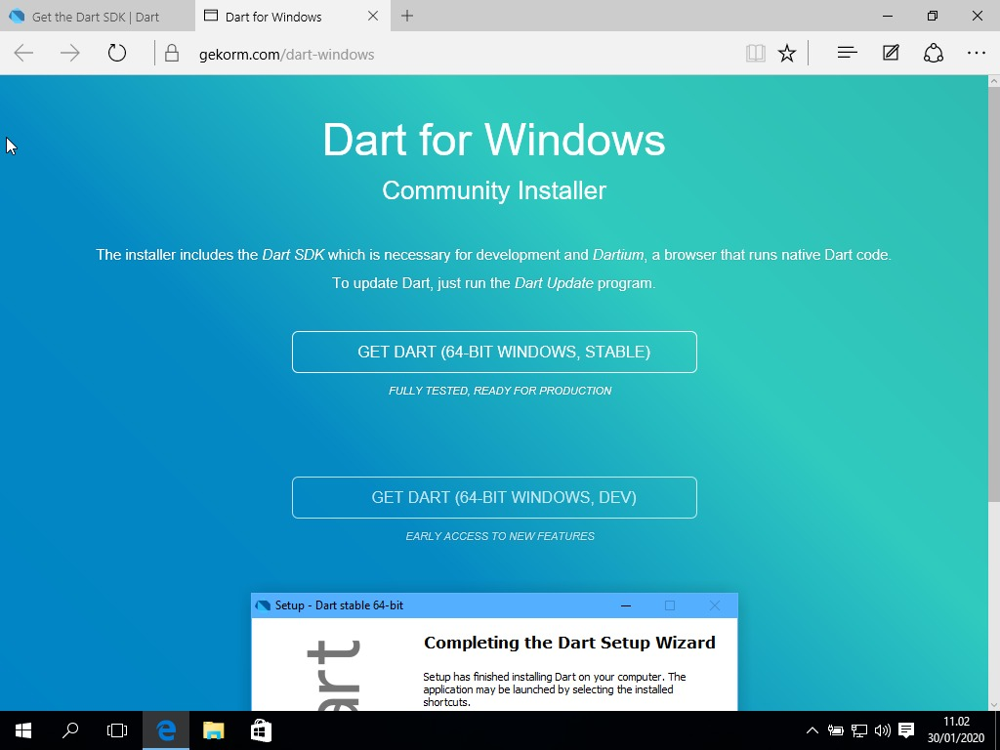 Get the Dart SDK | Dart
Dart for Windows
gekorm.com/dart-windows
Dart for Windows
Community Installer
The installer includes the Dart SDK which is necessary for development and Dartium, a browser that runs native Dart code.
To update Dart, just run the Dart Update program.
GET DART (64-BIT WINDOWS, STABLE)
FULLY TESTED, READY FOR PRODUCTION
GET DART (64-BIT WINDOWS, DEV)
EARLY ACCESS TO NEW FEATURES
Setup - Dart stable 64-bit
art
Completing the Dart Setup Wizard
Setup has finished installing Dart on your computer. The
application may be launched by selecting the installed
shortcuts.
11.02
30/01/2020